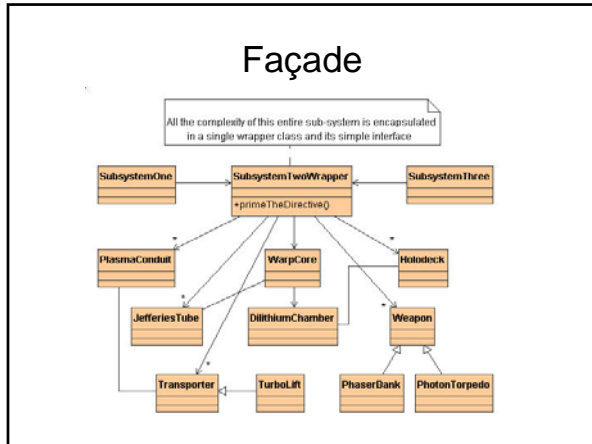 Façade
All the complexity of this entire sub-system is encapsulated
in a single wrapper class and its simple interface
SubsystemOne
SubsystemTwoWrapper
SubsystemThree
+primeTheDirective()
*
*
PlasmaConduit
WarpCore
Holodeck
*
*
JefferiesTube
DilithiumChamber
Weapon
*
Transporter
TurboLift
PhaserBank
PhotonTorpedo